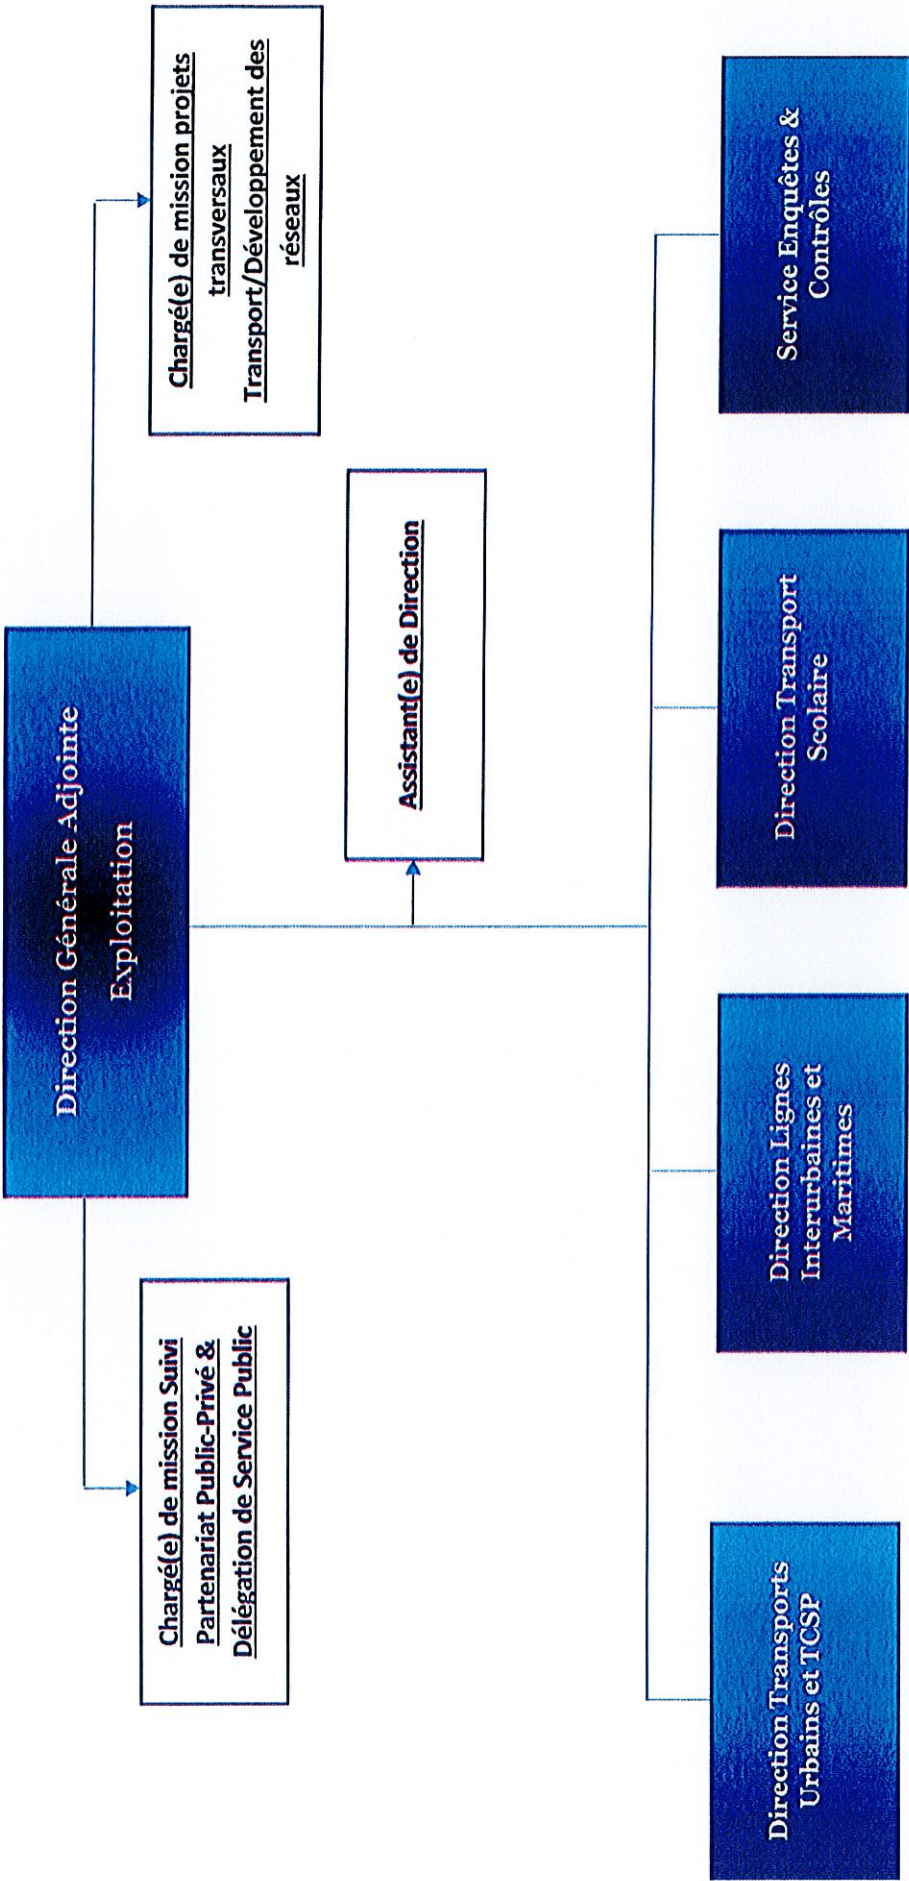 Direction Générale Adjointe
Exploitation
Chargé(e) de mission Suivi
Partenariat Public-Privé &
Délégation de Service Public
Chargé(e) de mission projets
transversaux
Transport/Développement des
réseaux
Assistant(e) de Direction
Direction Transports
Urbains et TCSP
Direction Lignes
Interurbaines et
Maritimes
Direction Transport
Scolaire
Service Enquêtes &
Contrôles